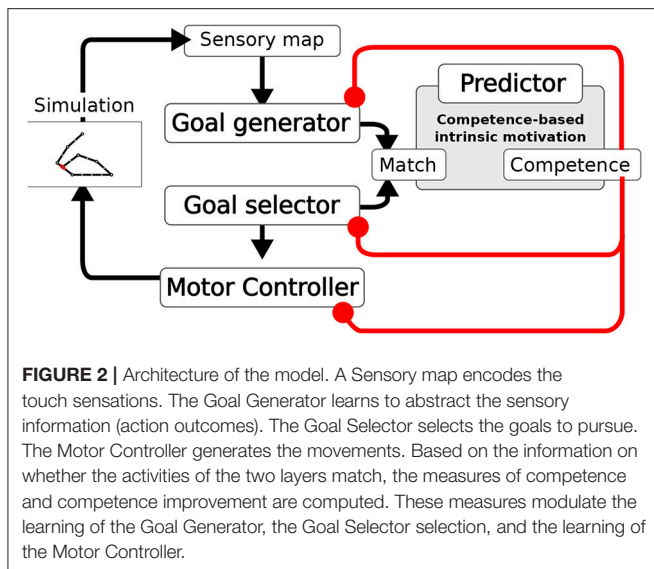 Sensory map
Simulation
Predictor
Goal generator
Competence-based
intrinsic motivation
Match
Competence
Goal selector
Motor Controller
FIGURE 2 | Architecture of the model. A Sensory map encodes the
touch sensations. The Goal Generator learns to abstract the sensory
information (action outcomes). The Goal Selector selects the goals to pursue.
The Motor Controller generates the movements. Based on the information on
whether the activities of the two layers match, the measures of competence
and competence improvement are computed. These measures modulate the
learning of the Goal Generator, the Goal Selector selection, and the learning of
the Motor Controller.